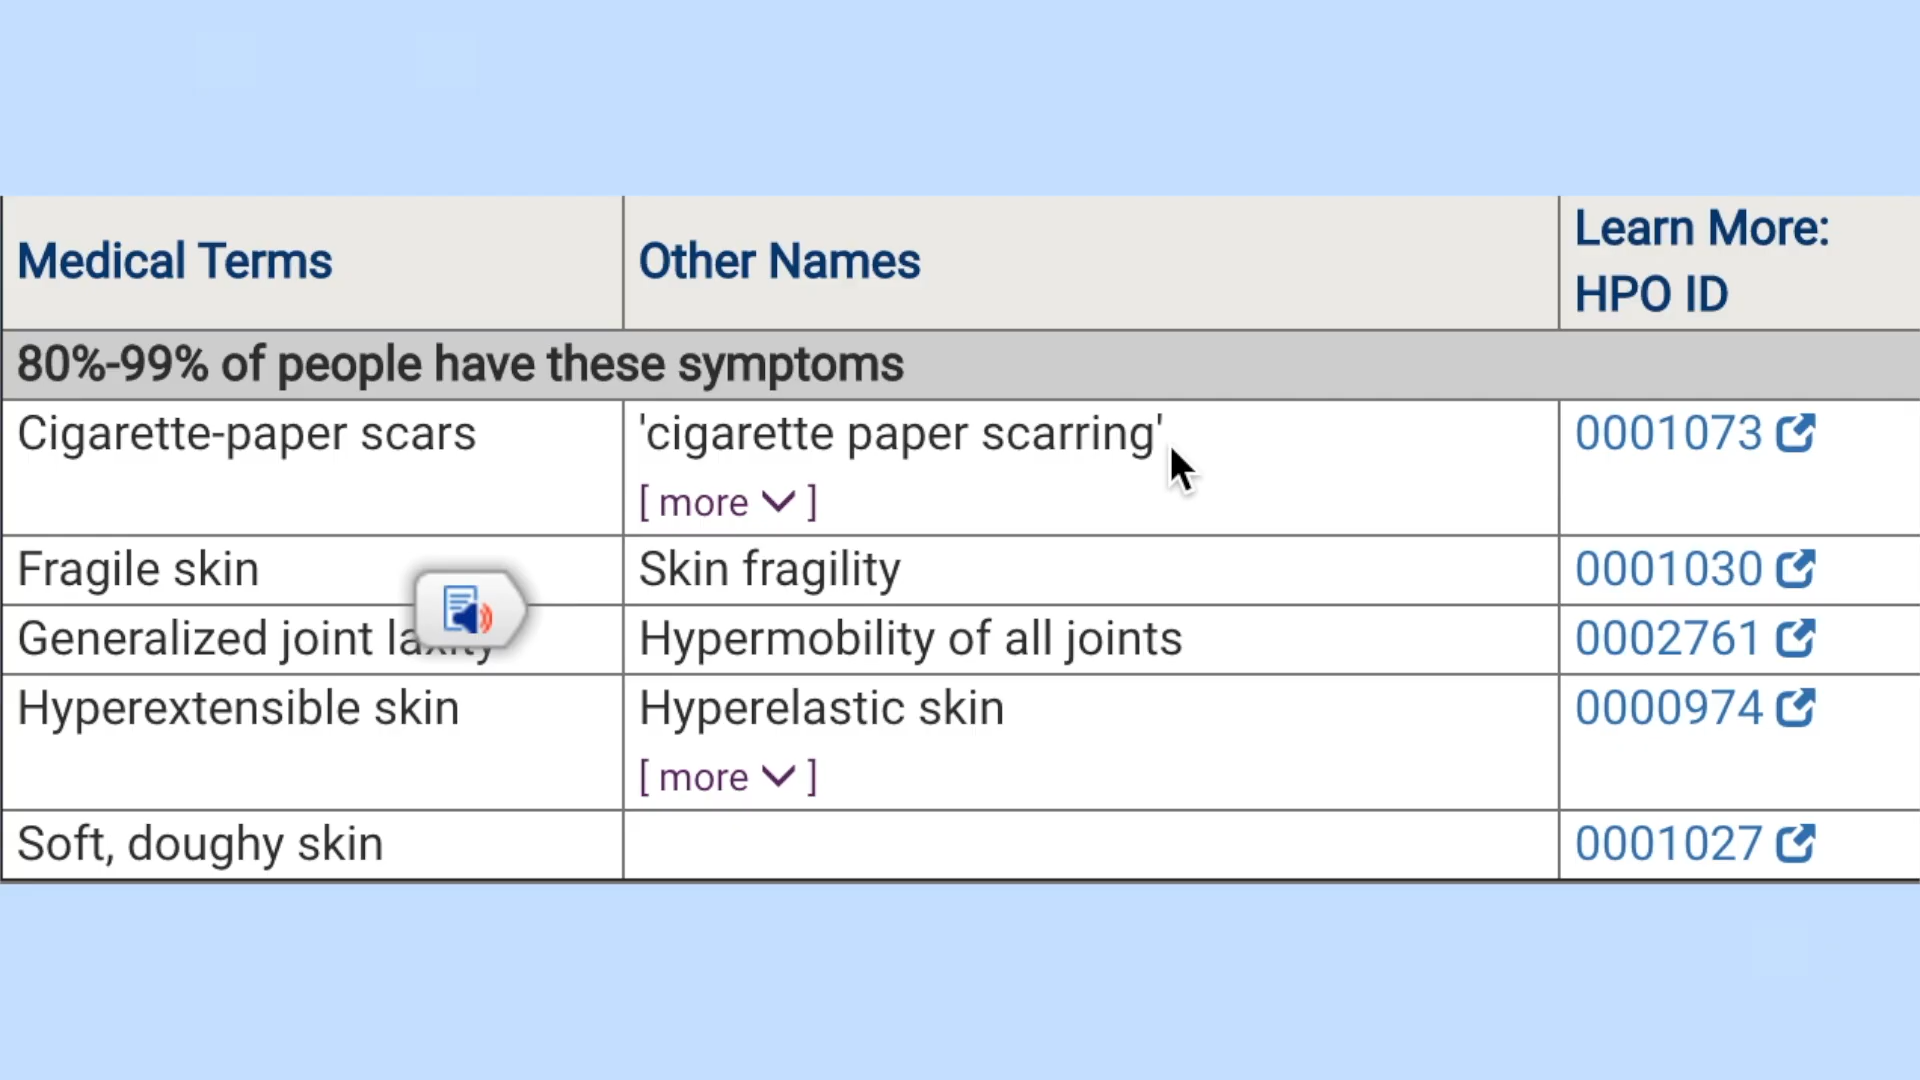 Medical Terms
Other Names
Learn More:
HPO ID
80%-99% of people have these symptoms
Cigarette-paper scars
'cigarette paper scarring'
[ more ]
0001073
Fragile skin
Skin fragility
0001030
Generalized joint laxity
Hypermobility of all joints
0002761
Hyperextensible skin
Hyperelastic skin
[ more ]
0000974
Soft, doughy skin
0001027